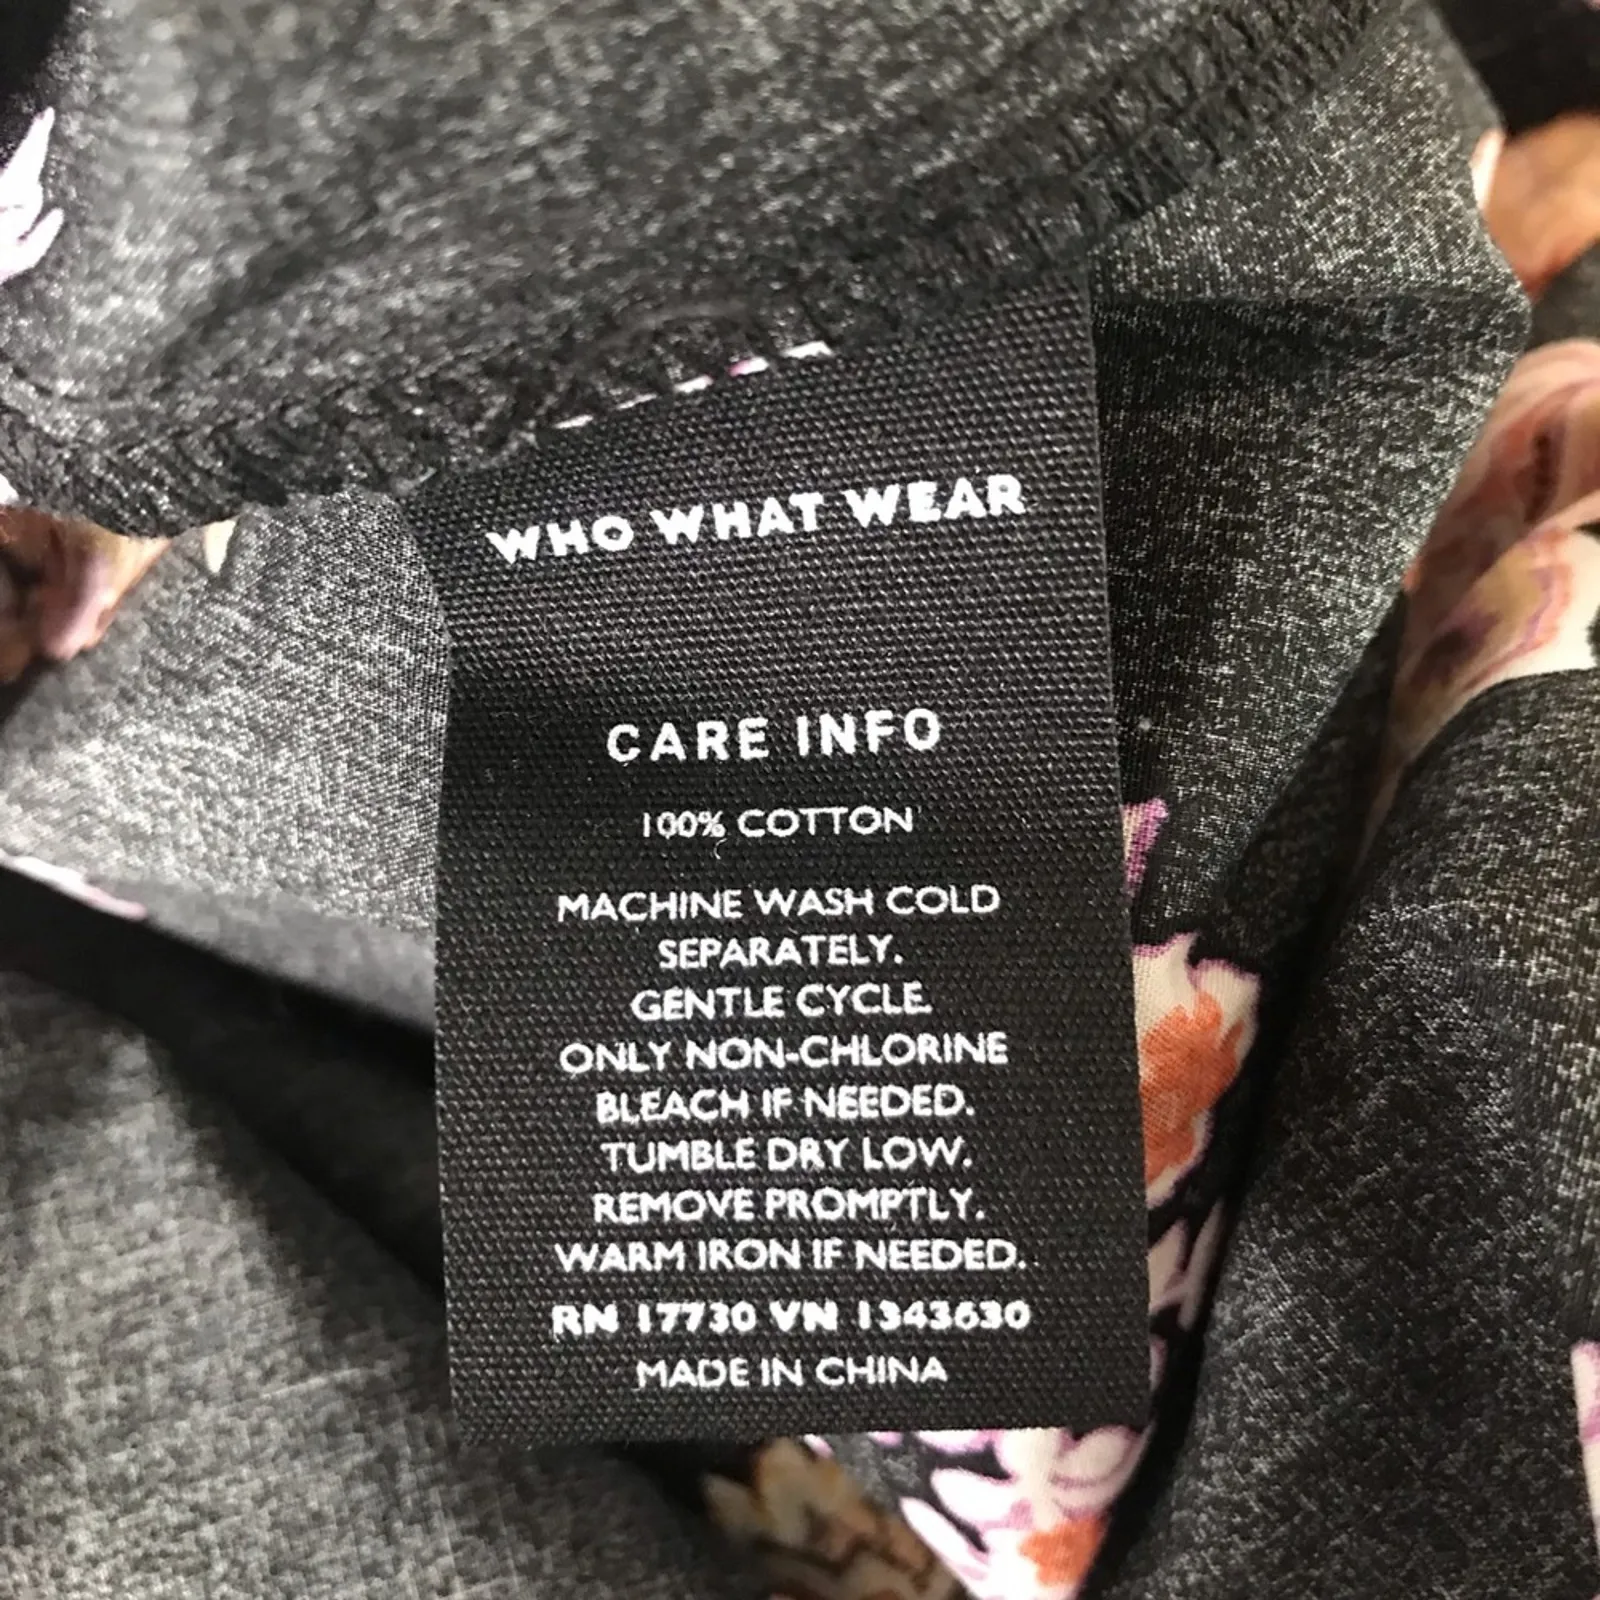 WHO WHAT WEAR
CARE INFO
100% COTTON
MACHINE WASH COLD
SEPARATELY.
GENTLE CYCLE.
ONLY NON-CHLORINE
BLEACH IF NEEDED.
TUMBLE DRY LOW.
REMOVE PROMPTLY.
WARM IRON IF NEEDED.
RN 17730 VN 1343630
MADE IN CHINA